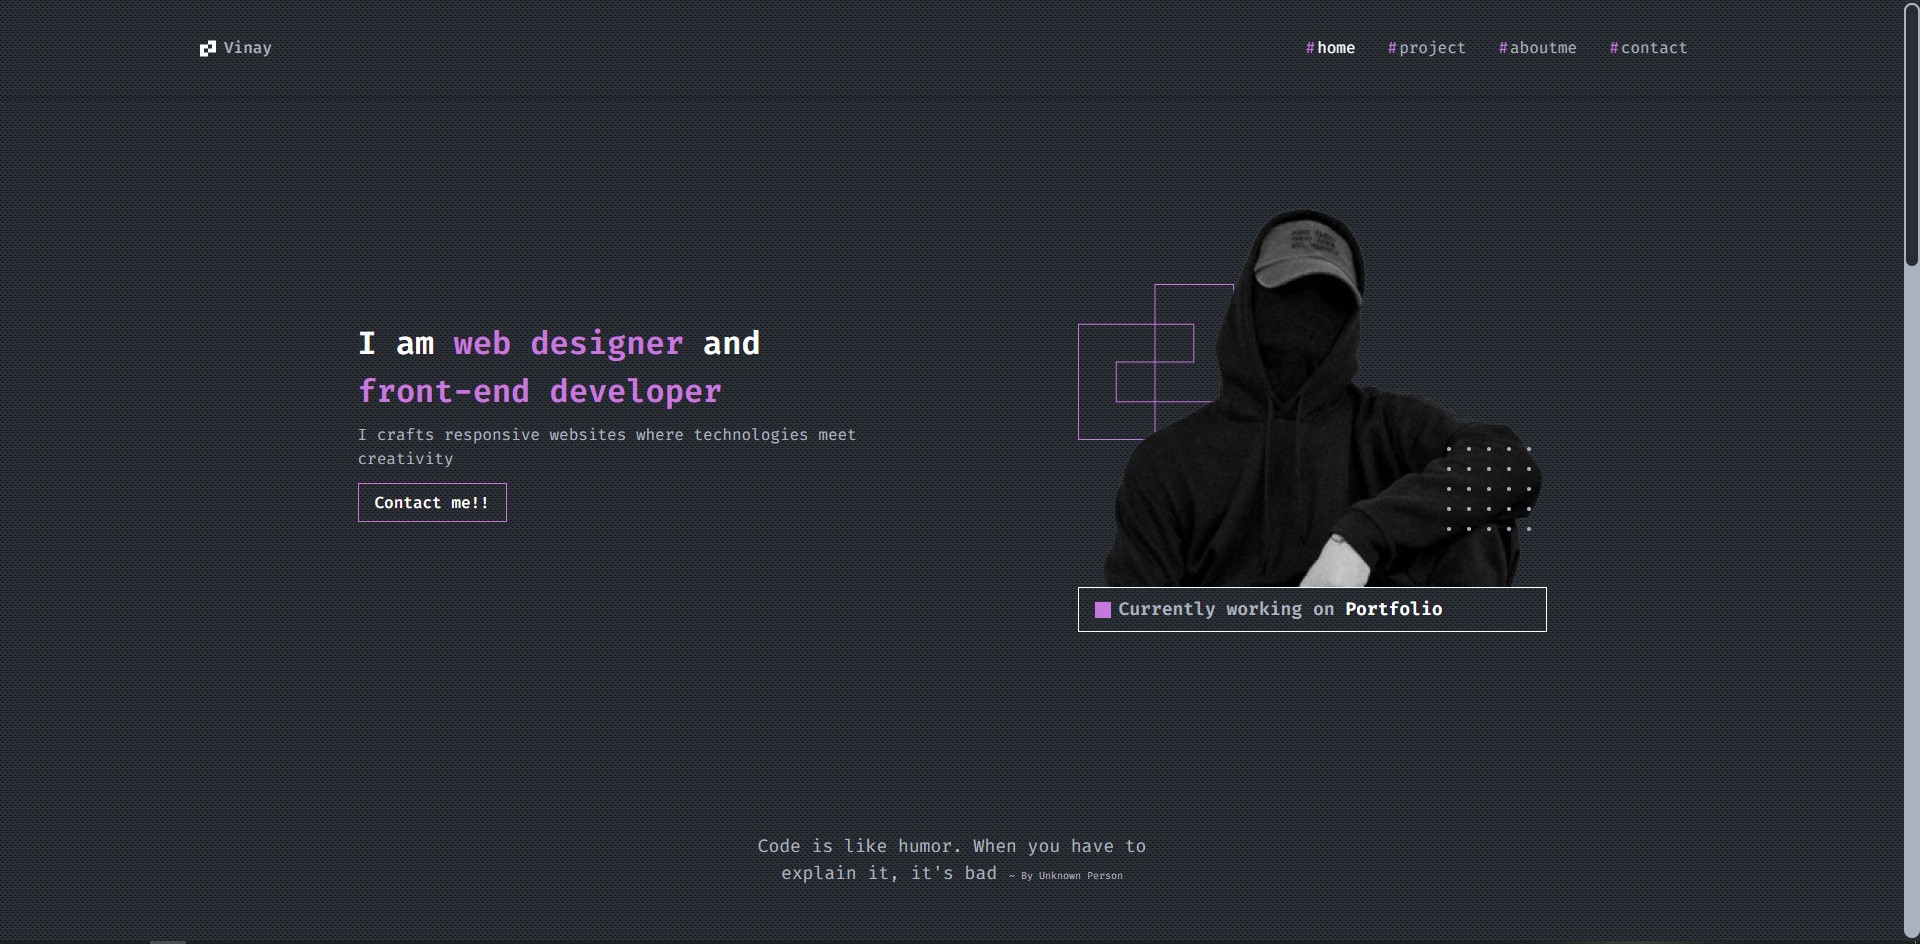 Vinay
#home #project #aboutme #contact
I am web designer and
front-end developer
I crafts responsive websites where technologies meet
creativity
Contact me!!
Currently working on Portfolio
Code is like humor. When you have to
explain it, it's bad ~ By Unknown Person